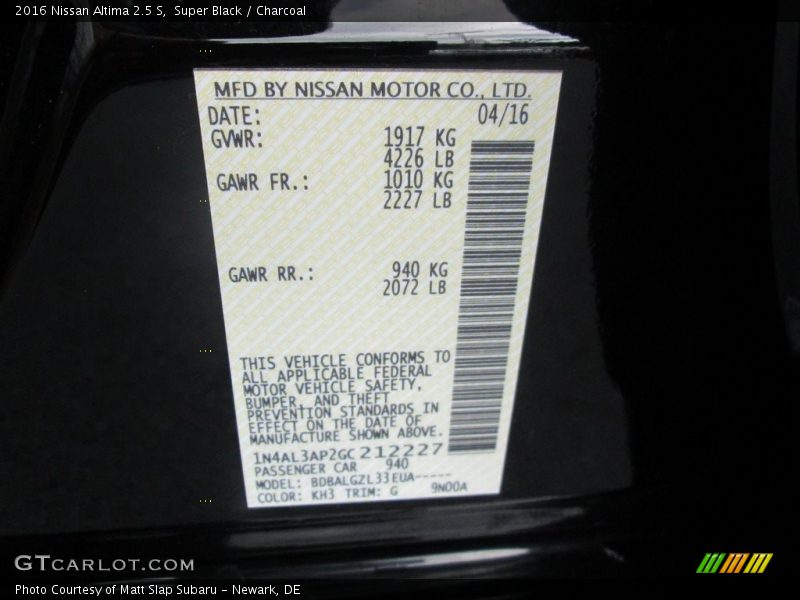 2016 Nissan Altima 2.5 S, Super Black / Charcoal
MFD BY NISSAN MOTOR CO., LTD.
DATE: 04/16
GVWR: 1917 KG
4226 LB
GAWR FR.: 1010 KG
2227 LB
GAWR RR.: 940 KG
2072 LB
THIS VEHICLE CONFORMS TO
ALL APPLICABLE FEDERAL
MOTOR VEHICLE SAFETY,
BUMPER, AND THEFT
PREVENTION STANDARDS IN
EFFECT ON THE DATE OF
MANUFACTURE SHOWN ABOVE.
1N4AL3AP2GC212227
PASSENGER CAR 940
MODEL: BDBALGZL33EUA-----
COLOR: KH3 TRIM: G 9N00A
GTCARLOT.COM
Photo Courtesy of Matt Slap Subaru - Newark, DE